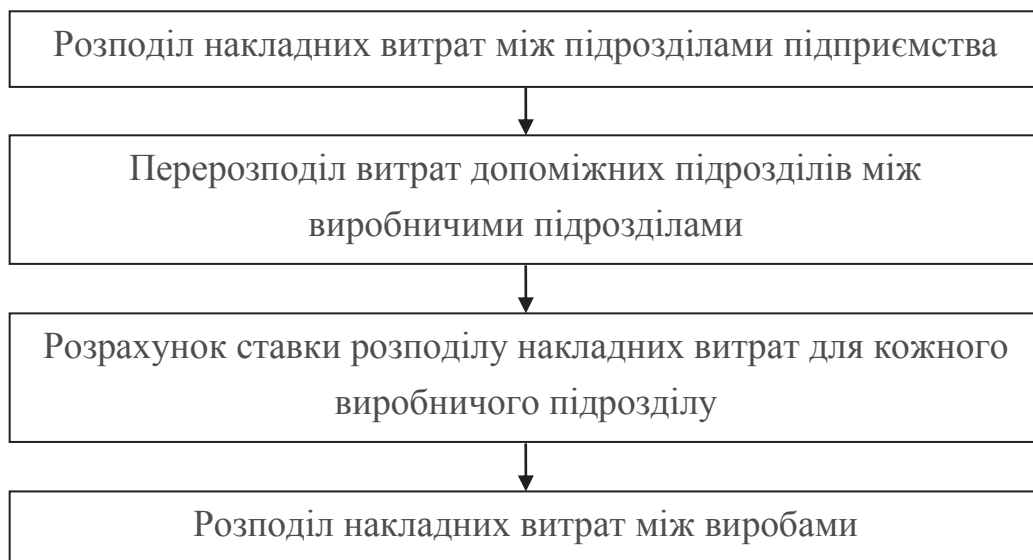 Розподіл накладних витрат між підрозділами підприємства
Перерозподіл витрат допоміжних підрозділів між
виробничими підрозділами
Розрахунок ставки розподілу накладних витрат для кожного
виробничого підрозділу
Розподіл накладних витрат між виробами